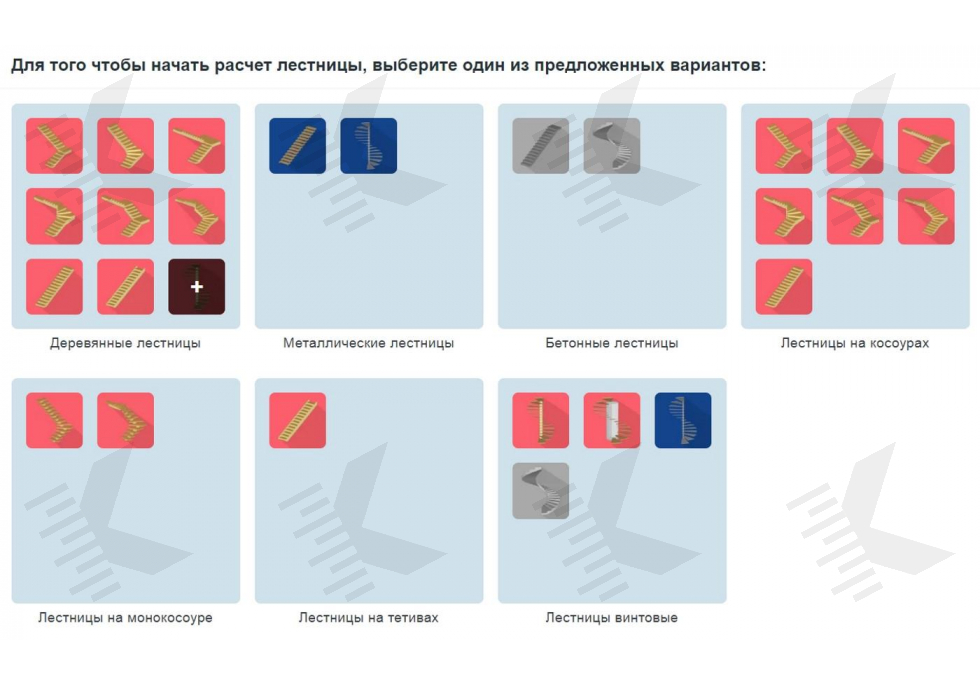 Для того чтобы начать расчет лестницы, выберите один из предложенных вариантов:
+
Деревянные лестницы
Металлические лестницы
Бетонные лестницы
Лестницы на косоурах
Лестницы на монокосоуре
Лестницы на тетивах
Лестницы винтовые